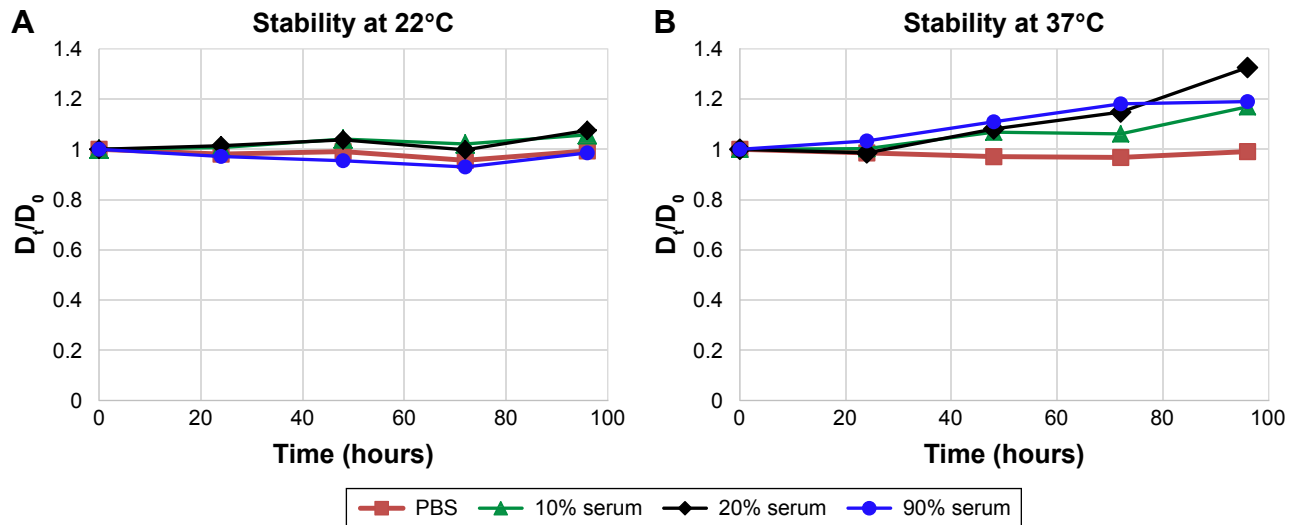 A
Stability at 22°C
1.4
1.2
1
0.8
0.6
0.4
0.2
0
Dt/D0
0 20 40 60 80 100
Time (hours)
B
Stability at 37°C
1.4
1.2
1
0.8
0.6
0.4
0.2
0
Dt/D0
0 20 40 60 80 100
Time (hours)
PBS 10% serum 20% serum 90% serum